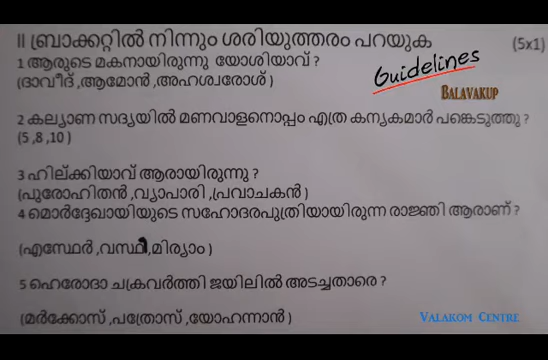 II ബ്രാക്കറ്റിൽ നിന്നും ശരിയുത്തരം പറയുക (5x1)
1 ആരുടെ മകനായിരുന്നു യോശിയാവ് ?
(ദാവീദ് ,ആമോൻ ,അഹശ്വരോശ് )
Guidelines
BALAVAKUP
2 കല്യാണ സദ്യയിൽ മണവാളനൊപ്പം എത്ര കന്യകമാർ പങ്കെടുത്തു ?
(5 ,8 ,10 )
3 ഹില്ക്കിയാവ് ആരായിരുന്നു ?
(പുരോഹിതൻ ,വ്യാപാരി ,പ്രവാചകൻ )
4 മൊർദ്ദേഖായിയുടെ സഹോദരപുത്രിയായിരുന്ന രാജ്ഞി ആരാണ് ?
(എസ്ഥേർ ,വസ്ഥി ,മിര്യാം )
5 ഹെരോദാ ചക്രവർത്തി ജയിലിൽ അടച്ചതാരെ ?
(മർക്കോസ് ,പത്രോസ് ,യോഹന്നാൻ )
VALAKOM CENTRE